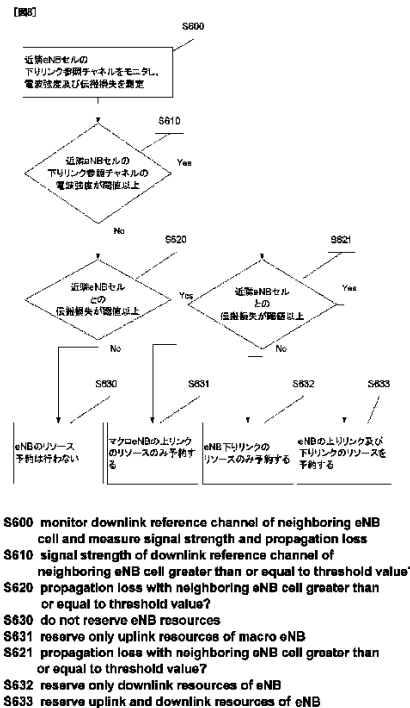 [図8]
S600
近隣eNBセルの
下りリンク参照チャネルをモニタし、
電波強度及び伝搬損失を測定
S610
近隣eNBセルの
下りリンク参照チャネルの
電波強度が閾値以上
Yes
No
S620
S621
近隣eNBセル
との
伝搬損失が閾値以上
Yes
近隣eNBセル
との
伝搬損失が閾値以上
Yes
No
No
S630
S631
S632
S633
eNBのリソース
予約は行わない
マクロeNBの上リンク
のリソースのみ予約す
る
eNB下りリンクの
リソースのみ予約する
eNBの上りリンク及び
下りリンクのリソースを
予約する
S600 monitor downlink reference channel of neighboring eNB
cell and measure signal strength and propagation loss
S610 signal strength of downlink reference channel of
neighboring eNB cell greater than or equal to threshold value?
S620 propagation loss with neighboring eNB cell greater than
or equal to threshold value?
S630 do not reserve eNB resources
S631 reserve only uplink resources of macro eNB
S621 propagation loss with neighboring eNB cell greater than
or equal to threshold value?
S632 reserve only downlink resources of eNB
S633 reserve uplink and downlink resources of eNB